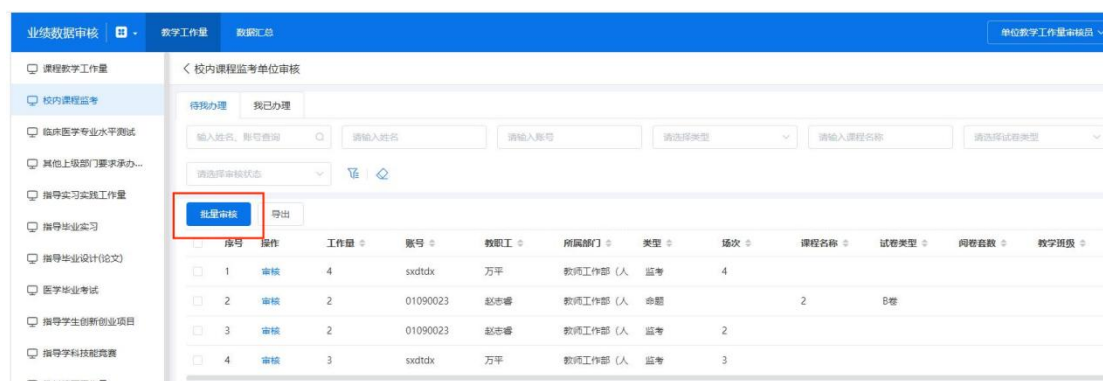 业绩数据审核 教学工作量 数据汇总 单位教学工作量审核员
课程教学工作量
校内课程监考
临床医学专业水平测试
其他上级部门要求承办...
指导实习实践工作量
指导毕业实习
指导毕业设计(论文)
医学毕业考试
指导学生创新创业项目
指导学科技能竞赛
校内课程监考单位审核
待我办理 我已办理
输入姓名、账号查询 请输入姓名 请输入账号 请选择类型 请输入课程名称 请选择试卷类型
请选择审核状态
批量审核 导出
序号 操作 工作量 账号 教职工 所属部门 类型 场次 课程名称 试卷类型 阅卷套数 教学班级
1 审核 4 sxdtdx 万平 教师工作部（人 监考 4
2 审核 2 01090023 赵志睿 教师工作部（人 命题 2 B卷
3 审核 2 01090023 赵志睿 教师工作部（人 监考 2
4 审核 3 sxdtdx 万平 教师工作部（人 监考 3